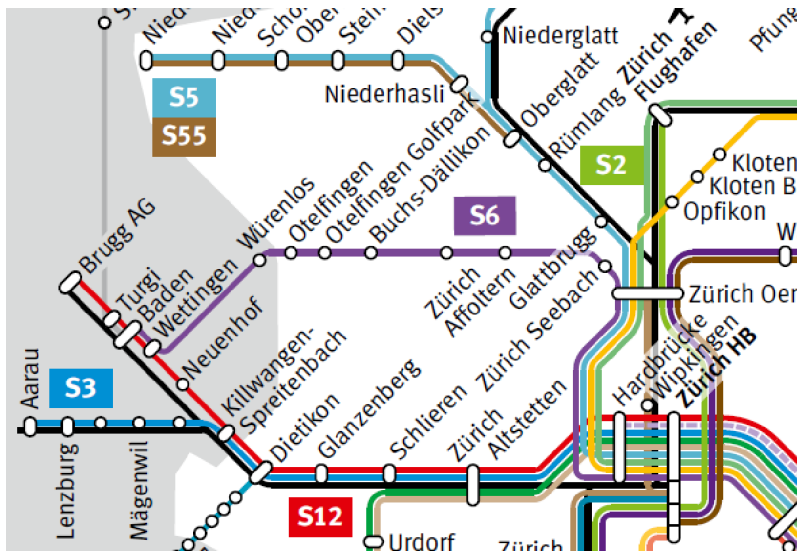 Niederglatt
Zürich
Flughafen
S5
S55
Niederhasli
Oberglatt
Rümlang
S2
Kloten
Kloten B
Opfikon
Brugg AG
Turgi
Baden
Wettingen
Würenlos
Otelfingen
Otelfingen Golfpark
Buchs-Dällikon
S6
Zürich
Affoltern
Glattbrugg
Zürich Seebach
Zürich Oer
Neuenhof
Killwangen-
Spreitenbach
Aarau
S3
Lenzburg
Mägenwil
Dietikon
Glanzenberg
Schlieren
Zürich
Altstetten
Hardbrücke
Wipkingen
Zürich HB
S12
Urdorf
Zürich